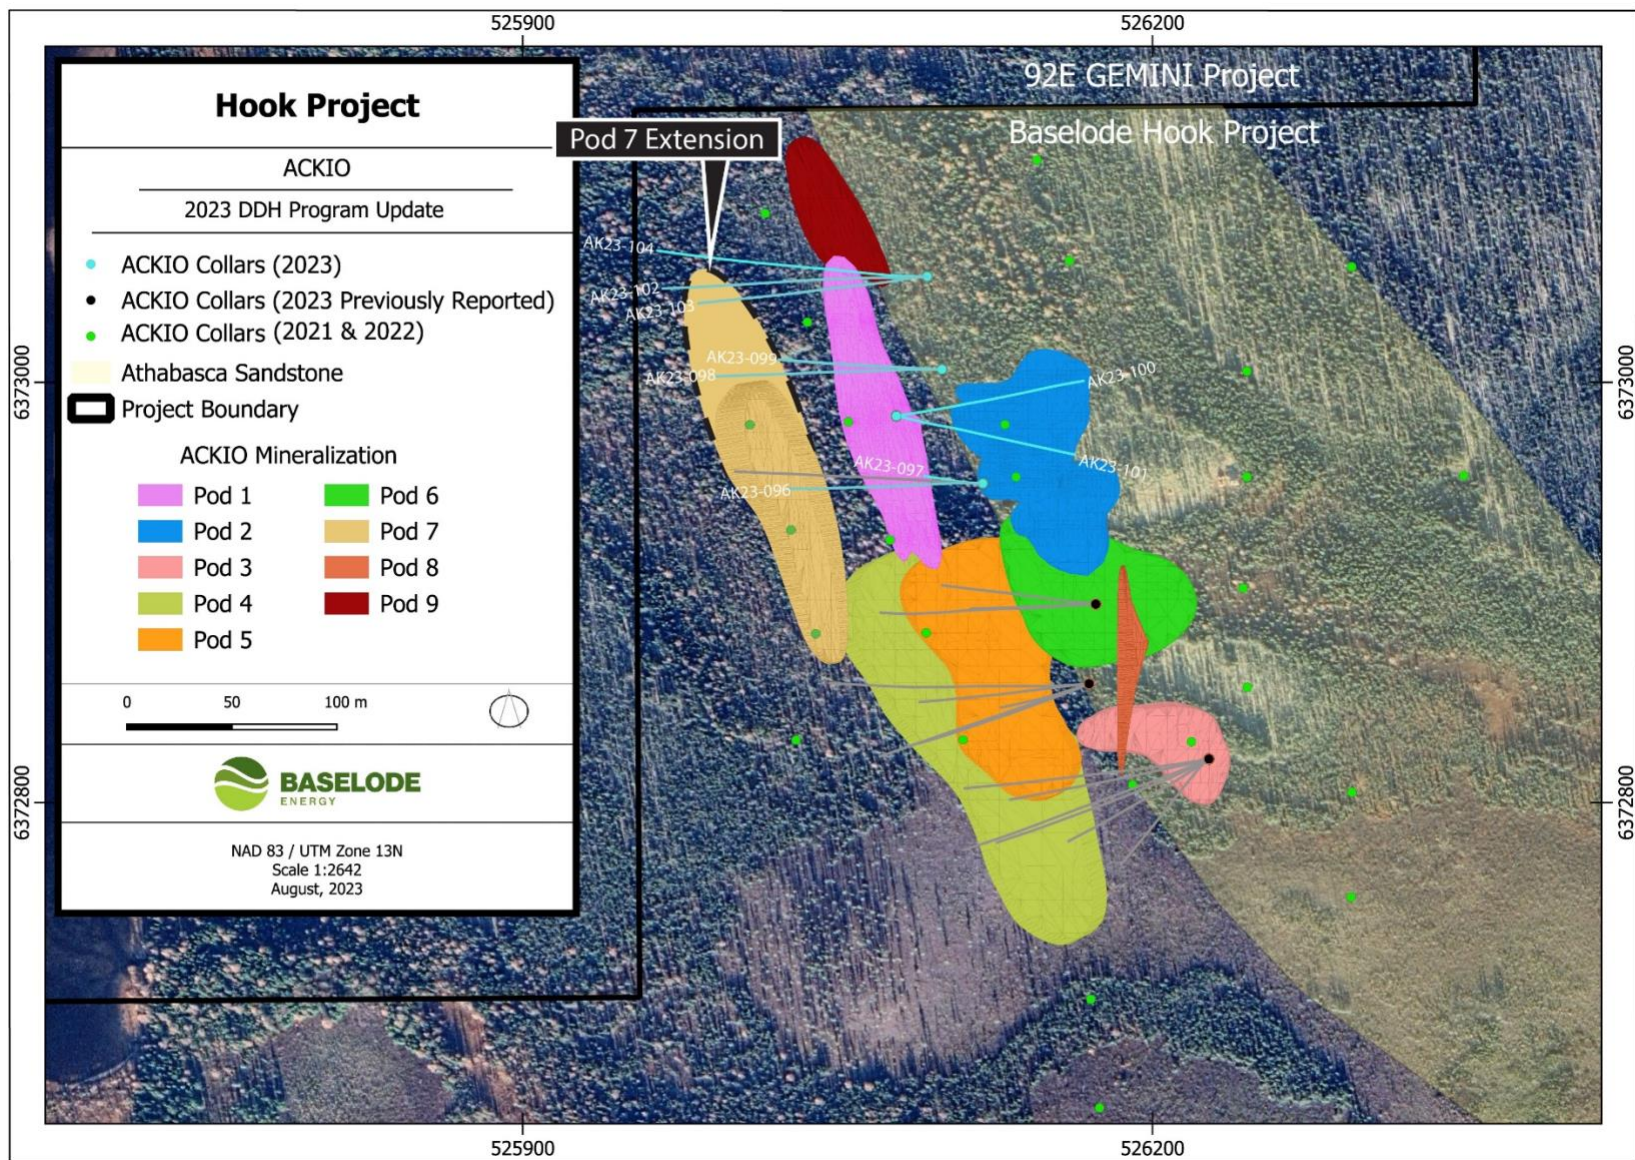 525900
526200
92E GEMINI Project
Baselode Hook Project
Hook Project
ACKIO
2023 DDH Program Update
ACKIO Collars (2023)
ACKIO Collars (2023 Previously Reported)
ACKIO Collars (2021 & 2022)
Athabasca Sandstone
Project Boundary
ACKIO Mineralization
Pod 1
Pod 6
Pod 2
Pod 7
Pod 3
Pod 8
Pod 4
Pod 9
Pod 5
0 50 100 m
BASELODE
ENERGY
NAD 83 / UTM Zone 13N
Scale 1:2642
August, 2023
Pod 7 Extension
AK23-104
AK23-102
AK23-103
AK23-099
AK23-098
AK23-100
AK23-101
AK23-097
AK23-096
6373000
6373000
6372800
6372800
525900
526200